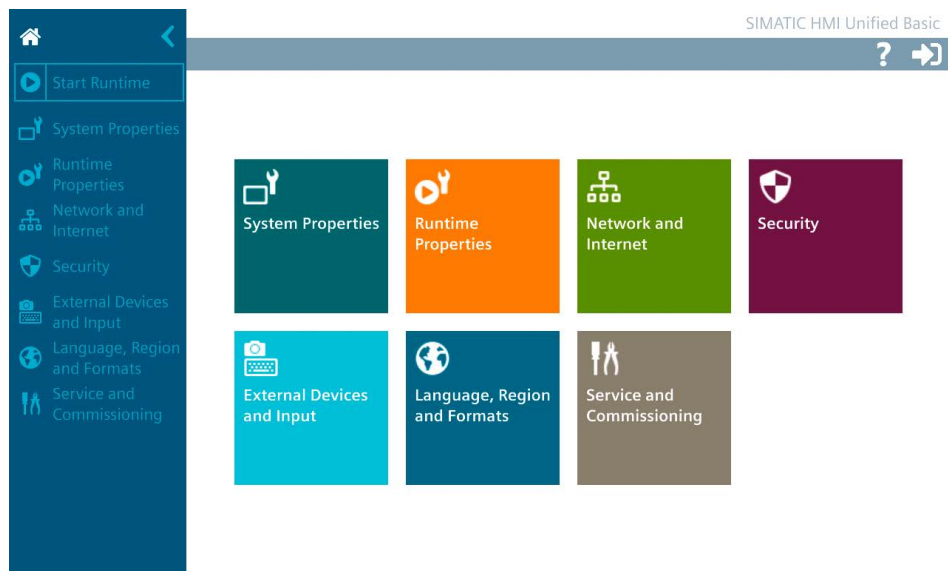 SIMATIC HMI Unified Basic
?
Start Runtime
System Properties
Runtime
Properties
Network and
Internet
Security
External Devices
and Input
Language, Region
and Formats
Service and
Commissioning
System Properties
Runtime
Properties
Network and
Internet
Security
External Devices
and Input
Language, Region
and Formats
Service and
Commissioning